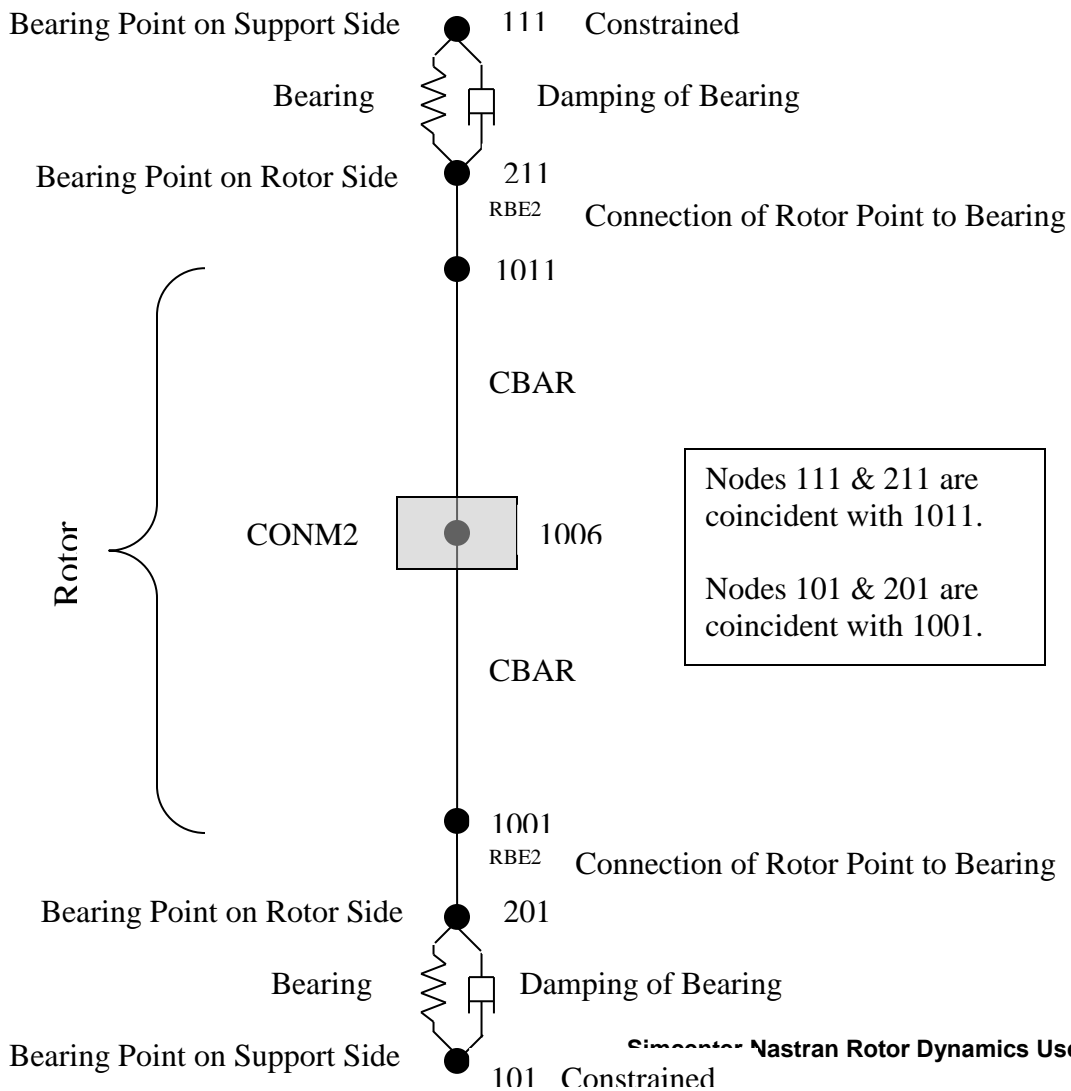 Bearing Point on Support Side 111 Constrained
Bearing Damping of Bearing
Bearing Point on Rotor Side 211
RBE2 Connection of Rotor Point to Bearing
1011
CBAR
Nodes 111 & 211 are
coincident with 1011.
Nodes 101 & 201 are
coincident with 1001.
CONM2 1006
Rotor
CBAR
1001
RBE2 Connection of Rotor Point to Bearing
Bearing Point on Rotor Side 201
Bearing Damping of Bearing
Simcenter Nastran Rotor Dynamics Use
Bearing Point on Support Side
101 Constrained